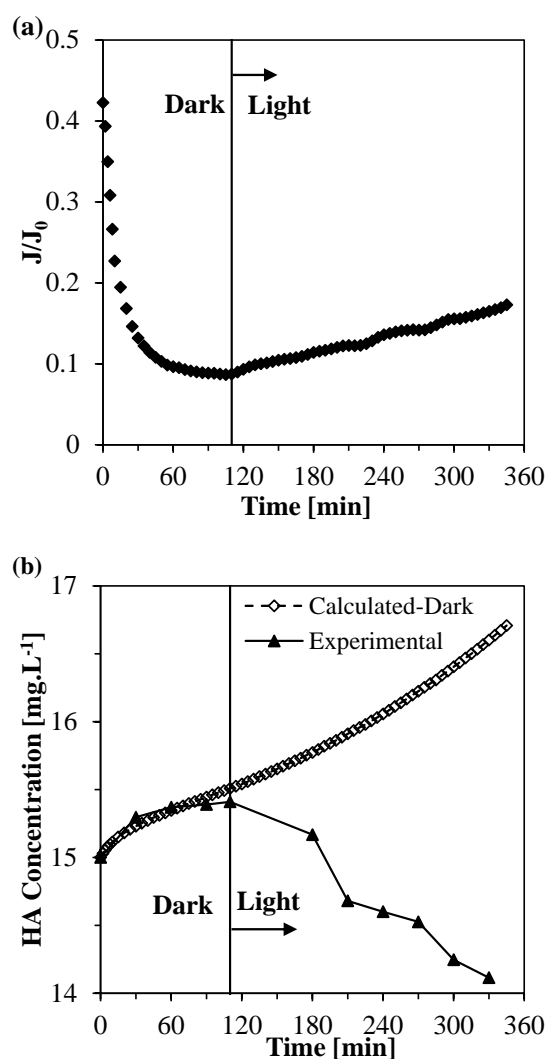 (a)
0.5
0.4
0.3
0.2
0.1
0
J/J₀
Dark
Light
0 60 120 180 240 300 360
Time [min]
(b)
17
16
15
14
HA Concentration [mg.L⁻¹]
Calculated-Dark
Experimental
Dark
Light
0 60 120 180 240 300 360
Time [min]